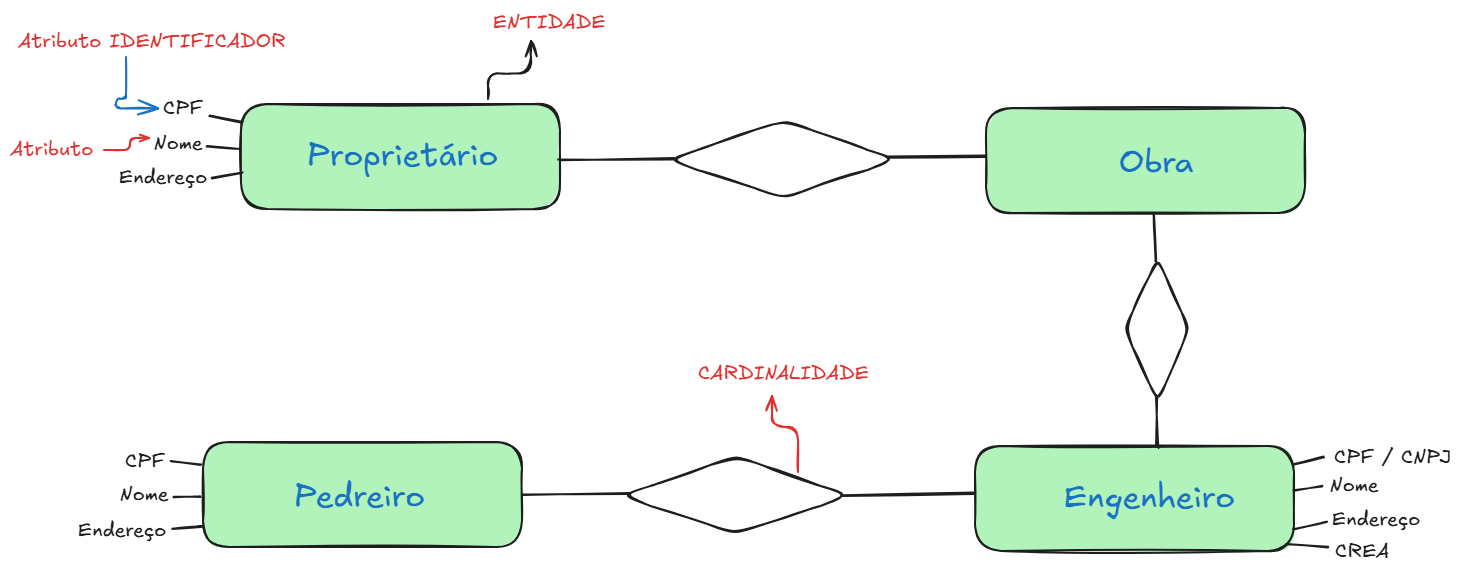 ENTIDADE
Atributo IDENTIFICADOR
CPF
Atributo
Nome
Endereço
Proprietário
Obra
CARDINALIDADE
CPF
Nome
Endereço
Pedreiro
Engenheiro
CPF / CNPJ
Nome
Endereço
CREA